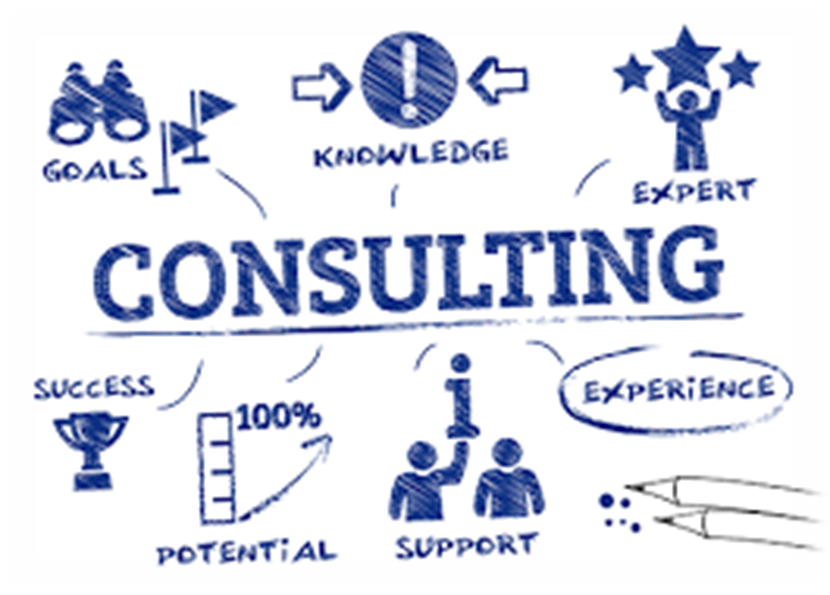 GOALS
KNOWLEDGE
EXPERT
CONSULTING
SUCCESS
100%
EXPERiENCE
POTENTiAL
SUPPORT